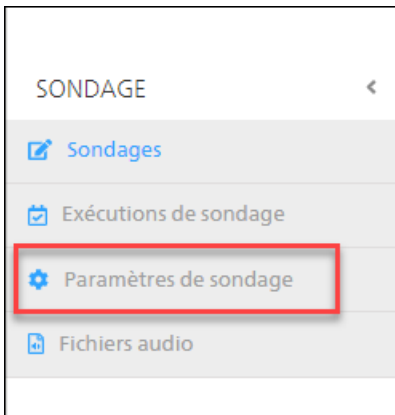 SONDAGE
Sondages
Exécutions de sondage
Paramètres de sondage
Fichiers audio